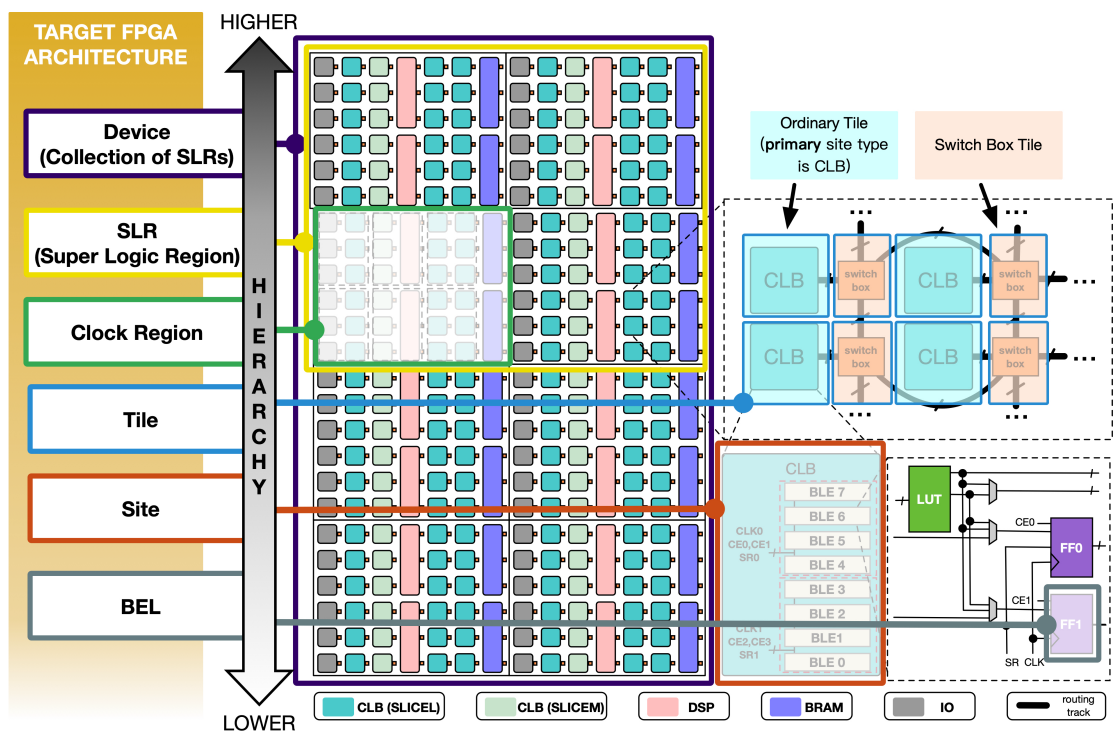 TARGET FPGA
ARCHITECTURE
HIGHER
HIERARCHY
LOWER
Device
(Collection of SLRs)
SLR
(Super Logic Region)
Clock Region
Tile
Site
BEL
Ordinary Tile
(primary site type
is CLB)
Switch Box Tile
...
...
CLB
switch
box
CLB
switch
box
...
CLB
switch
box
CLB
switch
box
...
...
...
CLB
BLE 7
BLE 6
BLE 5
BLE 4
BLE 3
BLE 2
BLE1
BLE 0
CLK0
CE0,CE1
SR0
CLK1
CE2,CE3
SR1
LUT
CE0
FF0
CE1
FF1
SR
CLK
CLB (SLICEL)
CLB (SLICEM)
DSP
BRAM
IO
routing
track